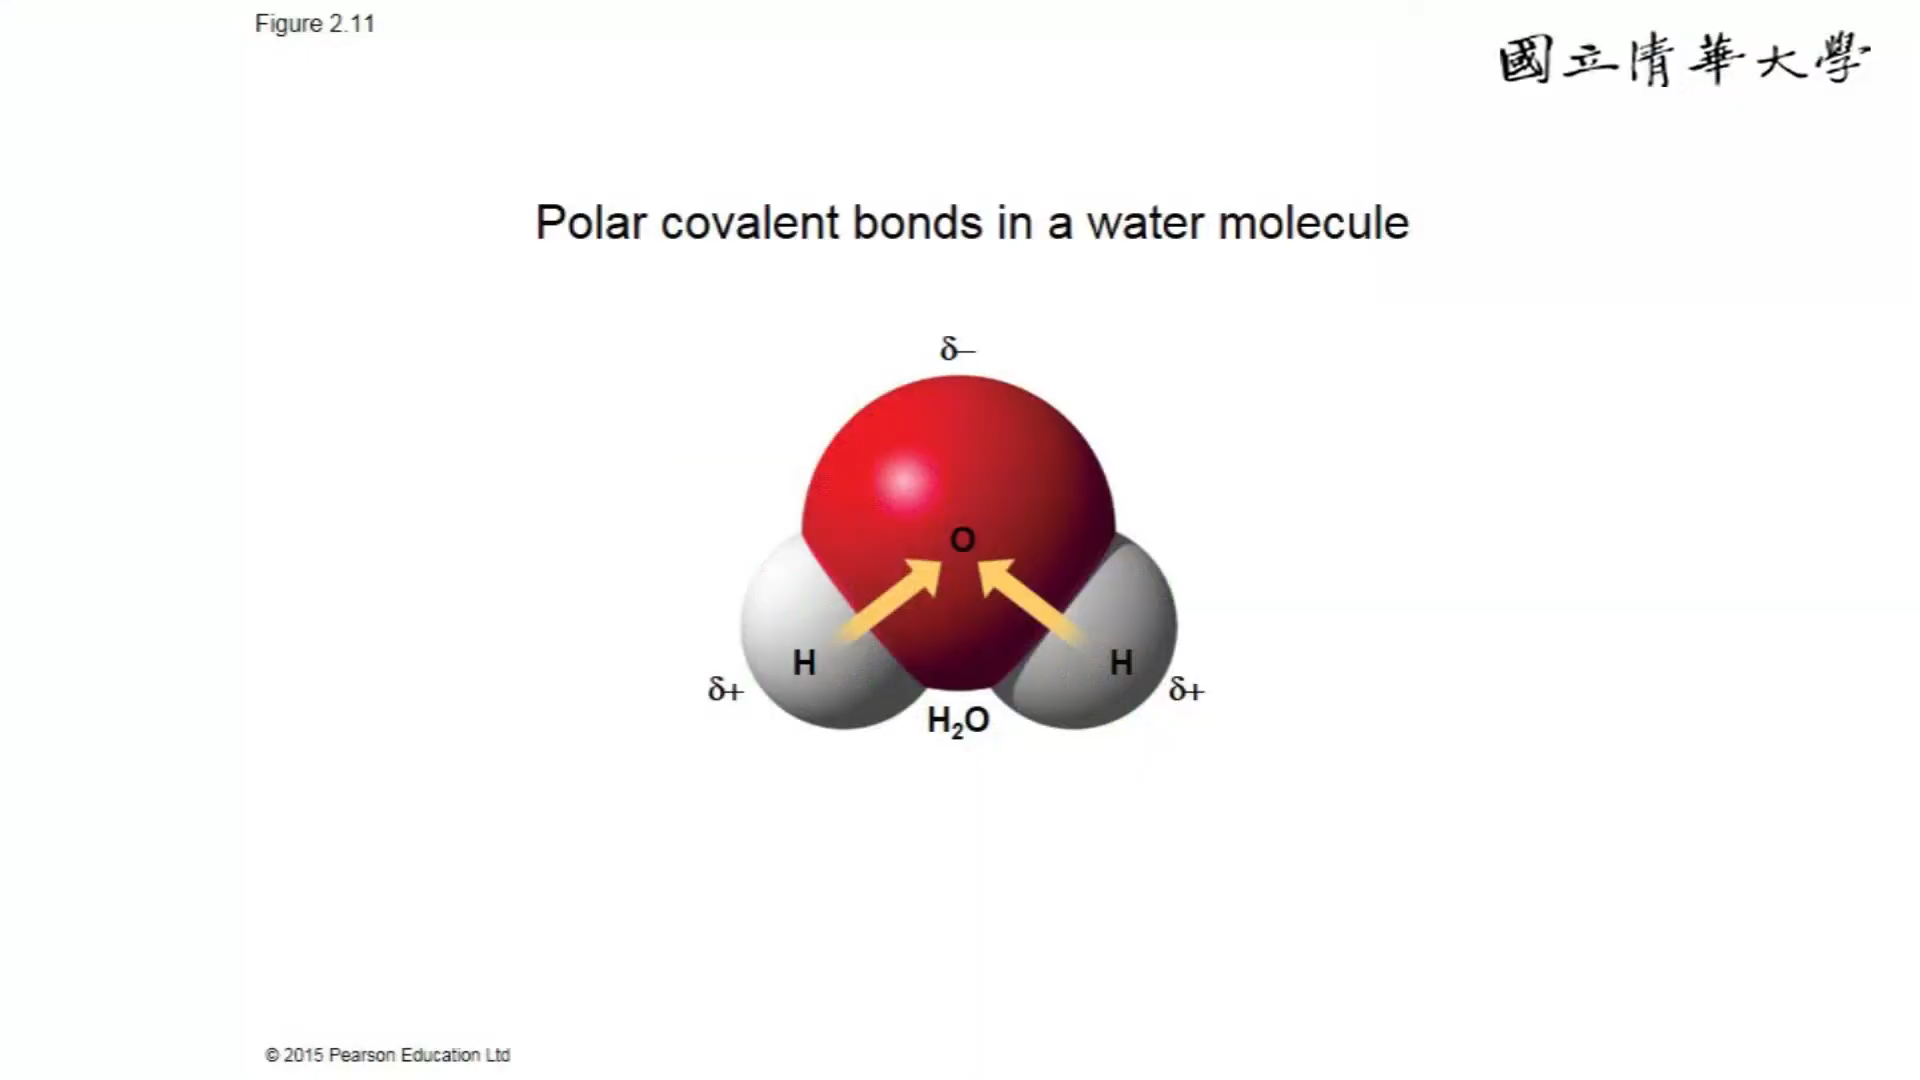 Figure 2.11
國立清華大學
Polar covalent bonds in a water molecule
δ–
O
H
H
δ+
δ+
H₂O
© 2015 Pearson Education Ltd